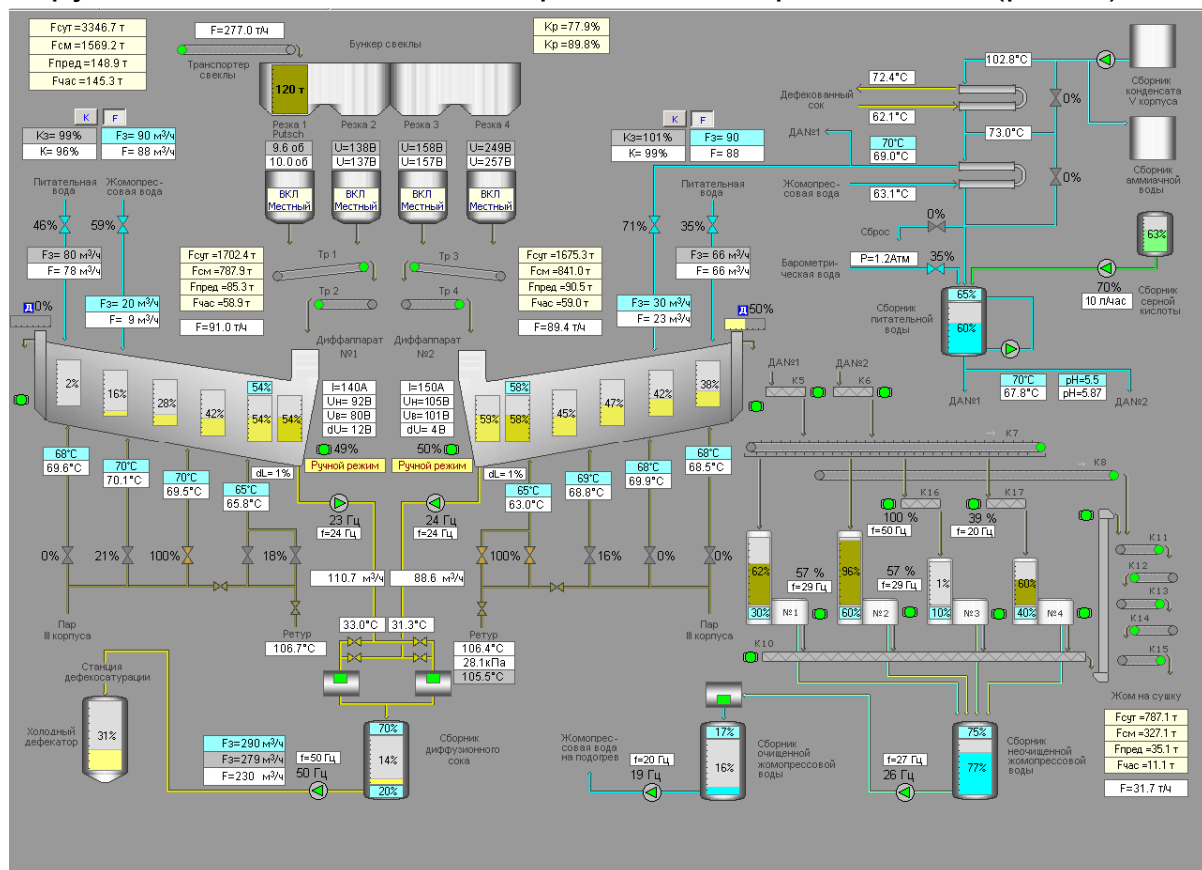 Fсут=3346.7 т
Fсм=1569.2 т
Fпред=148.9 т
Fчас=145.3 т
F=277.0 т/ч
Транспортер
свеклы
Бункер свеклы
120 т
Kр=77.9%
Kр=89.8%
Резка 1
Putsch
Резка 2
Резка 3
Резка 4
9.6 об
10.0 об
U=138В
U=137В
U=158В
U=157В
U=249В
U=257В
ВКЛ
Местный
ВКЛ
Местный
ВКЛ
Местный
ВКЛ
Местный
K
F
Kз= 99%
K= 96%
Fз= 90 м³/ч
F= 88 м³/ч
Питательная
вода
Жомопрес-
совая вода
46%
59%
Fз= 80 м³/ч
F= 78 м³/ч
Fз= 20 м³/ч
F= 9 м³/ч
Д
0%
Fсут=1702.4 т
Fсм=787.9 т
Fпред=85.3 т
Fчас=58.9 т
F=91.0 т/ч
Тр 1
Тр 2
Тр 3
Тр 4
Диффаппарат
№1
Диффаппарат
№2
Fсут=1675.3 т
Fсм=841.0 т
Fпред=90.5 т
Fчас=59.0 т
F=89.4 т/ч
K
F
Kз=101%
K= 99%
Fз= 90
F= 88
Питательная
вода
71%
35%
Fз= 66 м³/ч
F= 66 м³/ч
Fз= 30 м³/ч
F= 23 м³/ч
Д
50%
72.4°C
Дефекованный
сок
62.1°C
102.8°C
0%
73.0°C
Сборник
конденсата
V корпуса
ДА№1
70°C
69.0°C
Жомопрес-
совая вода
63.1°C
0%
Сборник
аммиачной
воды
0%
Сброс
Барометри-
ческая вода
P=1.2Атм
35%
63%
70%
10 л/час
Сборник
серной
кислоты
Сборник
питательной
воды
65%
60%
70°C
67.8°C
pH=5.5
pH=5.87
ДА№1
ДА№2
2%
16%
28%
42%
54%
54%
54%
I=140А
Uн= 92В
Uв= 80В
dU= 12В
49%
Ручной режим
I=150А
Uн=105В
Uв=101В
dU= 4В
50%
Ручной режим
58%
59%
58%
45%
47%
42%
38%
68°C
69.6°C
70°C
70.1°C
70°C
69.5°C
65°C
65.8°C
dL= 1%
dL= 1%
65°C
63.0°C
69°C
68.8°C
68°C
69.9°C
68°C
68.5°C
23 Гц
f=24 Гц
24 Гц
f=24 Гц
0%
21%
100%
18%
100%
16%
0%
0%
110.7 м³/ч
88.6 м³/ч
Пар
III корпуса
Ретур
106.7°C
33.0°C
31.3°C
Ретур
106.4°C
28.1кПа
105.5°C
Пар
III корпуса
ДА№1
ДА№2
К5
К6
К7
К8
К16
К17
100 %
f=50 Гц
39 %
f=20 Гц
К11
К12
К13
К14
К15
62%
30%
57 %
f=29 Гц
№1
96%
60%
57 %
f=29 Гц
№2
1%
10%
№3
60%
40%
№4
К10
Станция
дефекосатурации
Холодный
дефекатор
31%
Fз=290 м³/ч
Fз=279 м³/ч
F=230 м³/ч
f=50 Гц
50 Гц
70%
14%
20%
Сборник
диффузионного
сока
Жомопрес-
совая вода
на подогрев
f=20 Гц
19 Гц
17%
16%
Сборник
очищенной
жомопрессовой
воды
f=27 Гц
26 Гц
75%
77%
Сборник
неочищенной
жомопрессовой
воды
Жом на сушку
Fсут=787.1 т
Fсм=327.1 т
Fпред=35.1 т
Fчас=11.1 т
F=31.7 т/ч